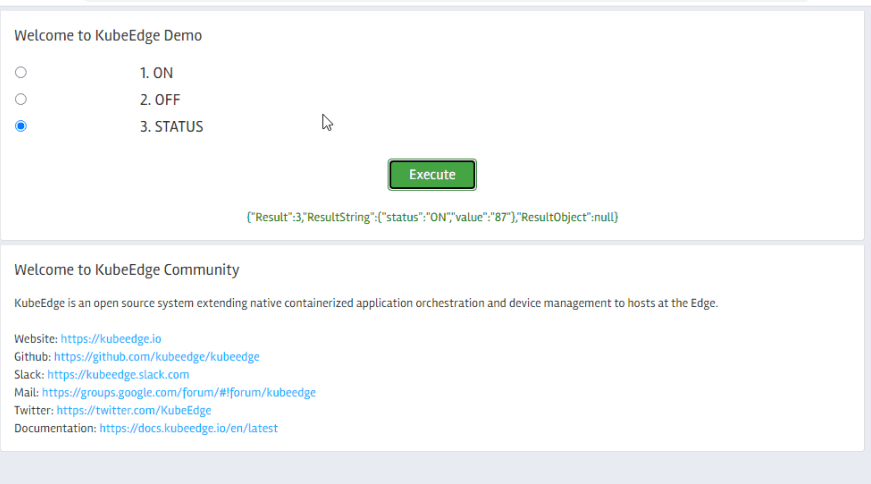 Welcome to KubeEdge Demo
1. ON
2. OFF
3. STATUS
Execute
{"Result":3,"ResultString":{"status":"ON","value":"87"},"ResultObject":null}
Welcome to KubeEdge Community
KubeEdge is an open source system extending native containerized application orchestration and device management to hosts at the Edge.
Website: https://kubeedge.io
Github: https://github.com/kubeedge/kubeedge
Slack: https://kubeedge.slack.com
Mail: https://groups.google.com/forum/#!forum/kubeedge
Twitter: https://twitter.com/KubeEdge
Documentation: https://docs.kubeedge.io/en/latest